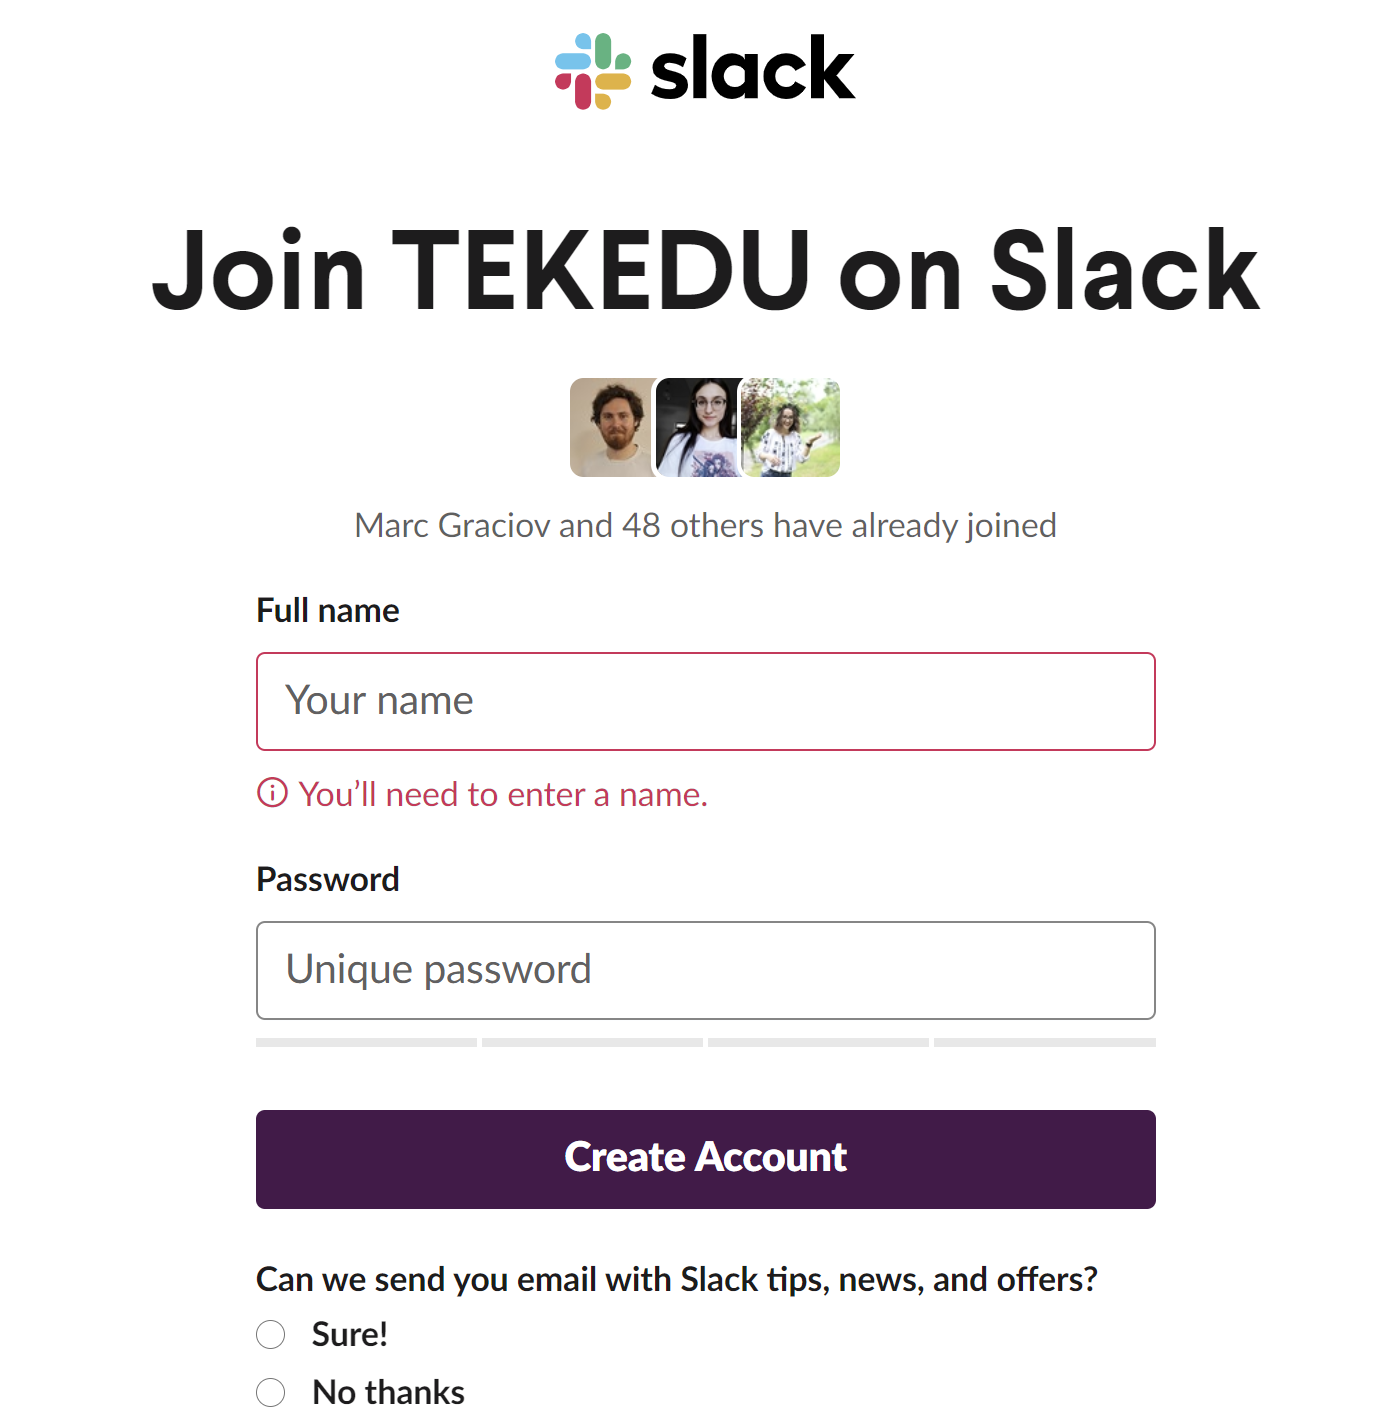 slack
Join TEKEDU on Slack
Marc Graciov and 48 others have already joined
Full name
Your name
You’ll need to enter a name.
Password
Unique password
Create Account
Can we send you email with Slack tips, news, and offers?
Sure!
No thanks